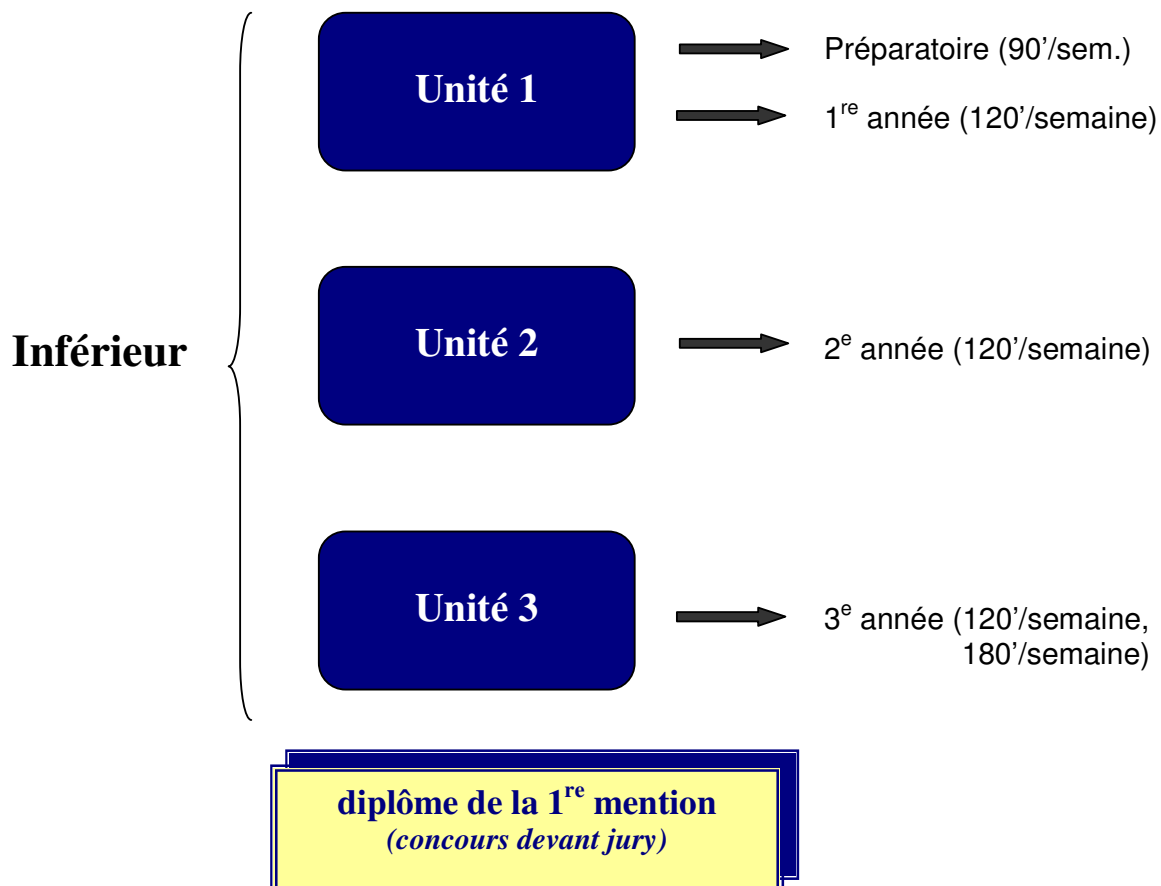 Unité 1
Préparatoire (90’/sem.)
1re année (120’/semaine)
Inférieur
Unité 2
2e année (120’/semaine)
Unité 3
3e année (120’/semaine,
180’/semaine)
diplôme de la 1re mention
(concours devant jury)